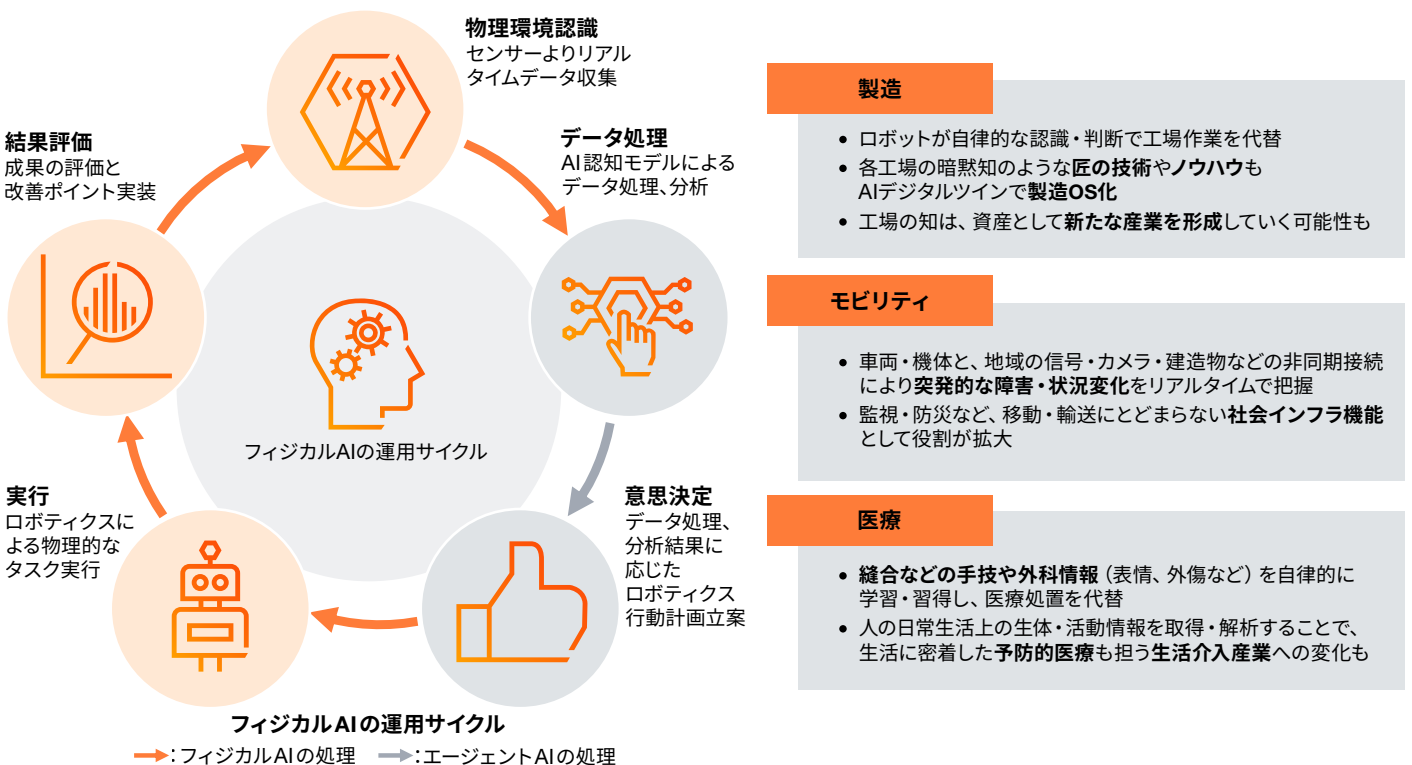 物理環境認識
センサーよりリアル
タイムデータ収集
データ処理
AI認知モデルによる
データ処理、分析
意思決定
データ処理、
分析結果に
応じた
ロボティクス
行動計画立案
実行
ロボティクスに
よる物理的な
タスク実行
結果評価
成果の評価と
改善ポイント実装
フィジカルAIの運用サイクル
フィジカルAIの運用サイクル
:フィジカルAIの処理
:エージェントAIの処理
製造
• ロボットが自律的な認識・判断で工場作業を代替
• 各工場の暗黙知のような匠の技術やノウハウも
AIデジタルツインで製造OS化
• 工場の知は、資産として新たな産業を形成していく可能性も
モビリティ
• 車両・機体と、地域の信号・カメラ・建造物などの非同期接続
により突発的な障害・状況変化をリアルタイムで把握
• 監視・防災など、移動・輸送にとどまらない社会インフラ機能
として役割が拡大
医療
• 縫合などの手技や外科情報（表情、外傷など）を自律的に
学習・習得し、医療処置を代替
• 人の日常生活上の生体・活動情報を取得・解析することで、
生活に密着した予防的医療も担う生活介入産業への変化も